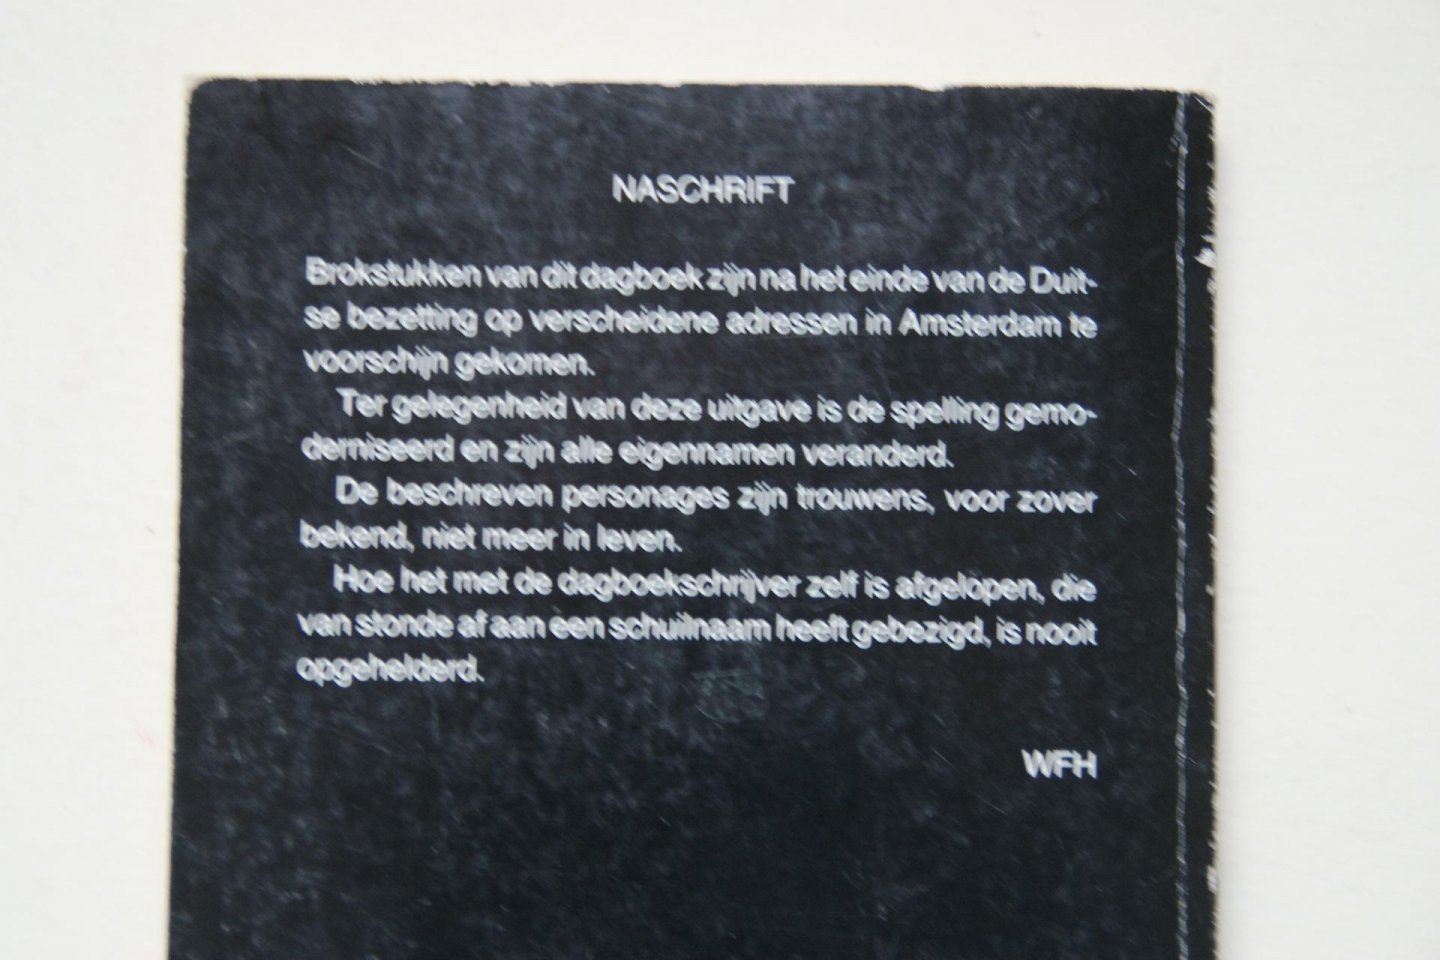 NASCHRIFT
Brokstukken van dit dagboek zijn na het einde van de Duit-
se bezetting op verscheidene adressen in Amsterdam te
voorschijn gekomen.
Ter gelegenheid van deze uitgave is de spelling gemo-
derniseerd en zijn alle eigennamen veranderd.
De beschreven personages zijn trouwens, voor zover
bekend, niet meer in leven.
Hoe het met de dagboekschrijver zelf is afgelopen, die
van stonde af aan een schuilnaam heeft gebezigd, is nooit
opgehelderd.
WFH